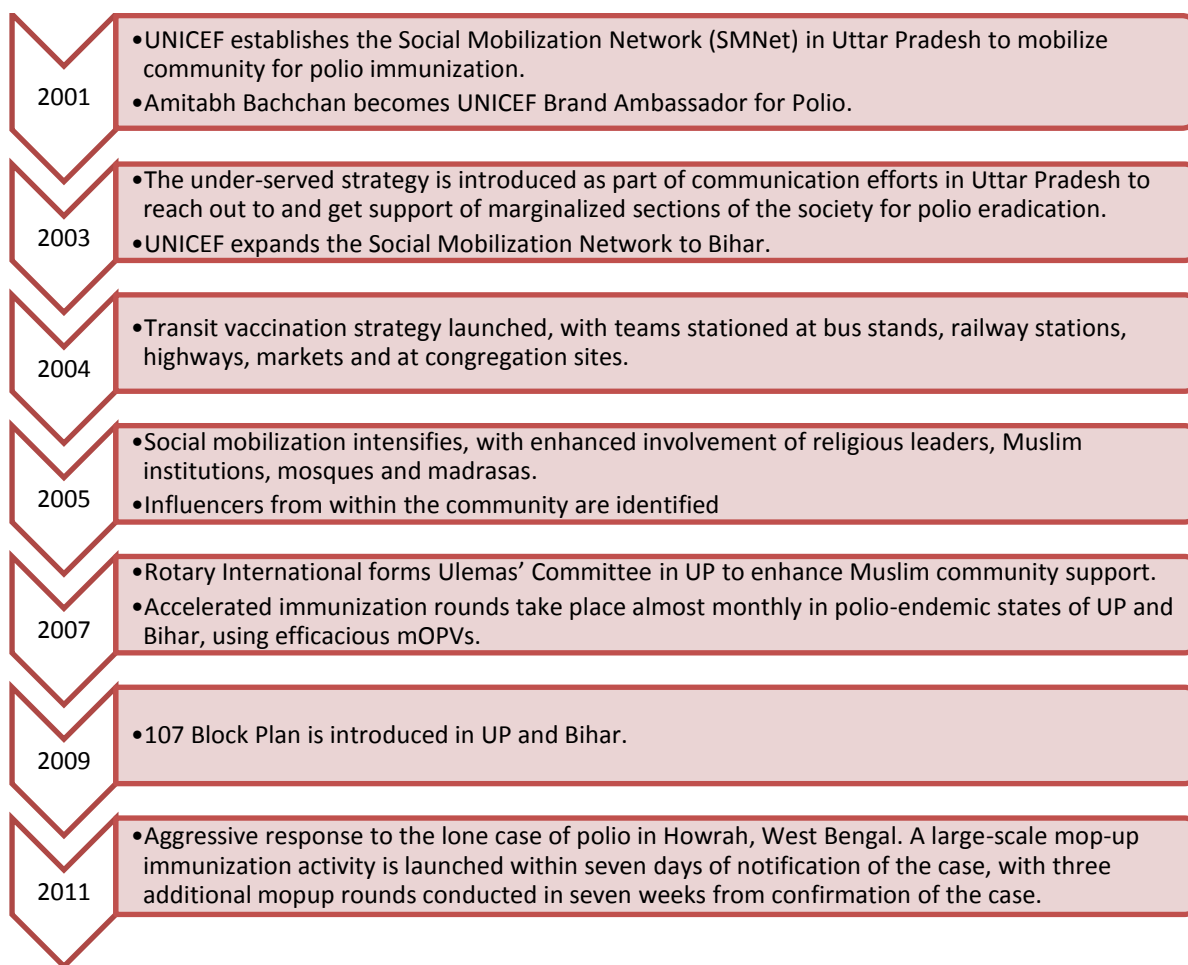 2001
•UNICEF establishes the Social Mobilization Network (SMNet) in Uttar Pradesh to mobilize
community for polio immunization.
•Amitabh Bachchan becomes UNICEF Brand Ambassador for Polio.
2003
•The under-served strategy is introduced as part of communication efforts in Uttar Pradesh to
reach out to and get support of marginalized sections of the society for polio eradication.
•UNICEF expands the Social Mobilization Network to Bihar.
2004
•Transit vaccination strategy launched, with teams stationed at bus stands, railway stations,
highways, markets and at congregation sites.
2005
•Social mobilization intensifies, with enhanced involvement of religious leaders, Muslim
institutions, mosques and madrasas.
•Influencers from within the community are identified
2007
•Rotary International forms Ulemas’ Committee in UP to enhance Muslim community support.
•Accelerated immunization rounds take place almost monthly in polio-endemic states of UP and
Bihar, using efficacious mOPVs.
2009
•107 Block Plan is introduced in UP and Bihar.
2011
•Aggressive response to the lone case of polio in Howrah, West Bengal. A large-scale mop-up
immunization activity is launched within seven days of notification of the case, with three
additional mopup rounds conducted in seven weeks from confirmation of the case.